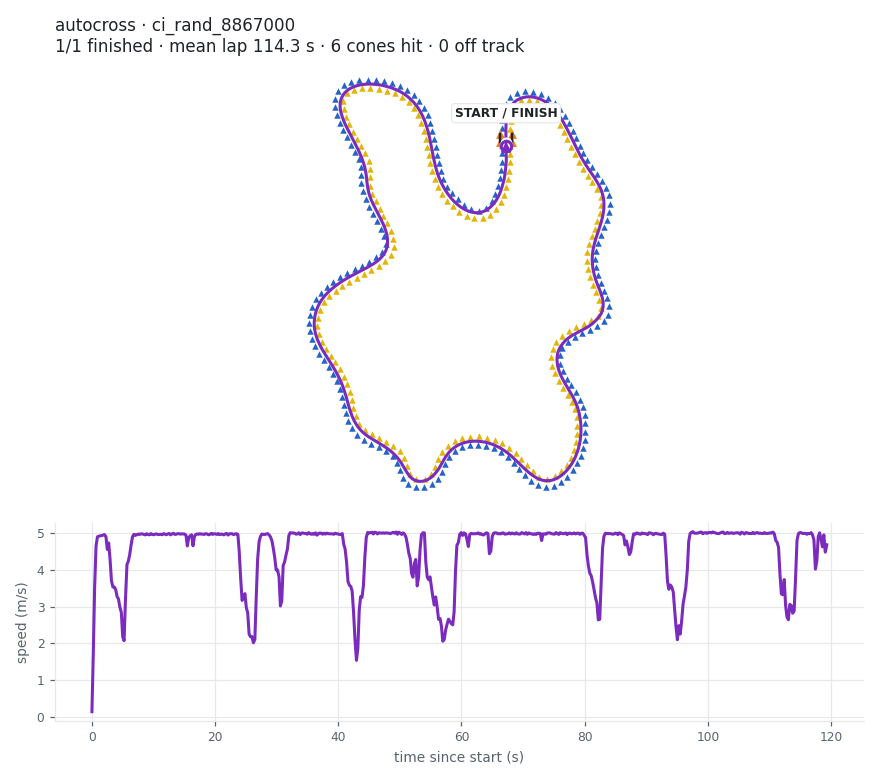 autocross · ci_rand_8867000
1/1 finished · mean lap 114.3 s · 6 cones hit · 0 off track
START / FINISH
5
4
3
2
1
0
speed (m/s)
0 20 40 60 80 100 120
time since start (s)